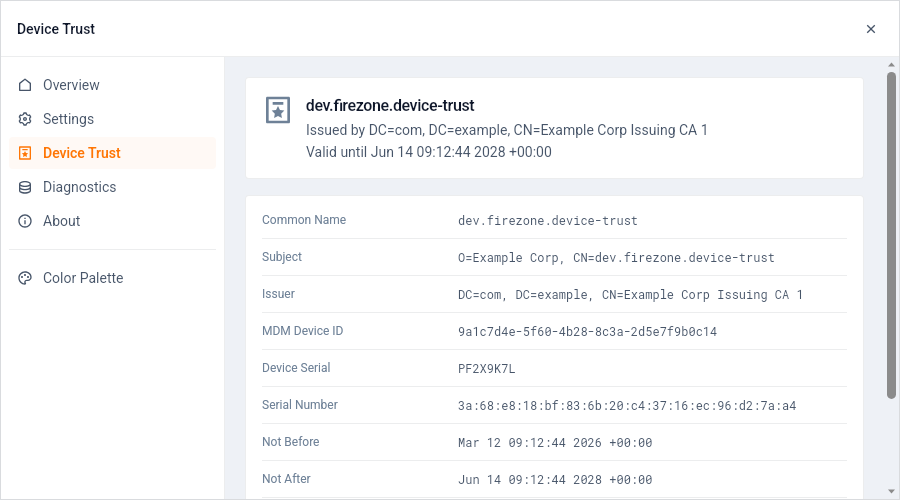 Device Trust
Overview
Settings
Device Trust
Diagnostics
About
Color Palette
dev.firezone.device-trust
Issued by DC=com, DC=example, CN=Example Corp Issuing CA 1
Valid until Jun 14 09:12:44 2028 +00:00
Common Name dev.firezone.device-trust
Subject O=Example Corp, CN=dev.firezone.device-trust
Issuer DC=com, DC=example, CN=Example Corp Issuing CA 1
MDM Device ID 9a1c7d4e-5f60-4b28-8c3a-2d5e7f9b0c14
Device Serial PF2X9K7L
Serial Number 3a:68:e8:18:bf:83:6b:20:c4:37:16:ec:96:d2:7a:a4
Not Before Mar 12 09:12:44 2026 +00:00
Not After Jun 14 09:12:44 2028 +00:00